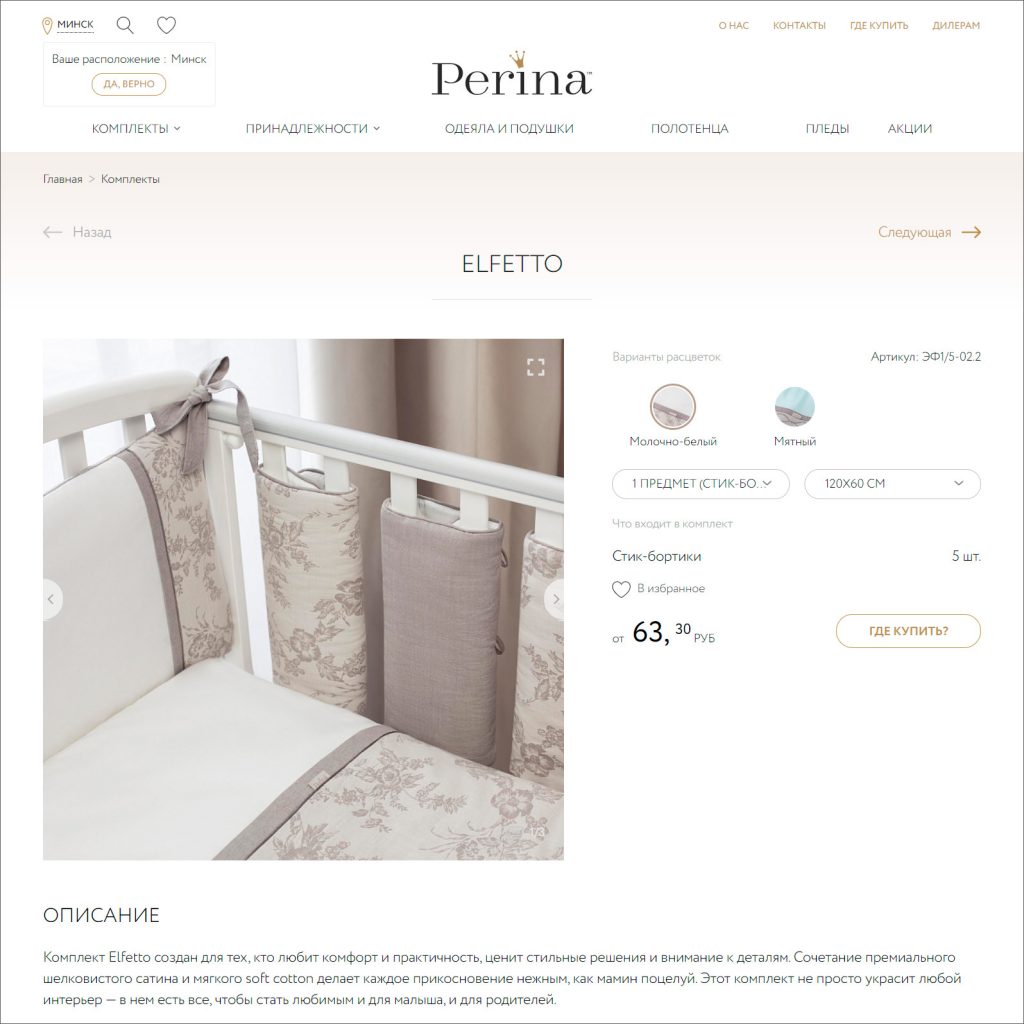 МИНСК
О НАС КОНТАКТЫ ГДЕ КУПИТЬ ДИЛЕРАМ
Ваше расположение : Минск
ДА, ВЕРНО
Perina™
КОМПЛЕКТЫ ПРИНАДЛЕЖНОСТИ ОДЕЯЛА И ПОДУШКИ ПОЛОТЕНЦА ПЛЕДЫ АКЦИИ
Главная > Комплекты
Назад Следующая
ELFETTO
Варианты расцветок Артикул: ЭФ1/5-02.2
Молочно-белый Мятный
1 ПРЕДМЕТ (СТИК-БО... 120Х60 СМ
Что входит в комплект
Стик-бортики 5 шт.
В избранное
от 63, 30 РУБ ГДЕ КУПИТЬ?
1/3
ОПИСАНИЕ
Комплект Elfetto создан для тех, кто любит комфорт и практичность, ценит стильные решения и внимание к деталям. Сочетание премиального
шелковистого сатина и мягкого soft cotton делает каждое прикосновение нежным, как мамин поцелуй. Этот комплект не просто украсит любой
интерьер — в нем есть все, чтобы стать любимым и для малыша, и для родителей.